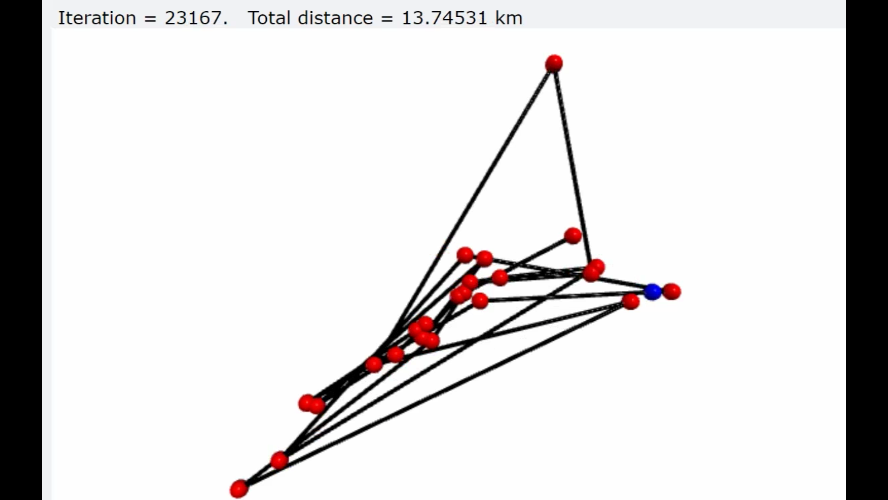 Iteration = 23167. Total distance = 13.74531 km